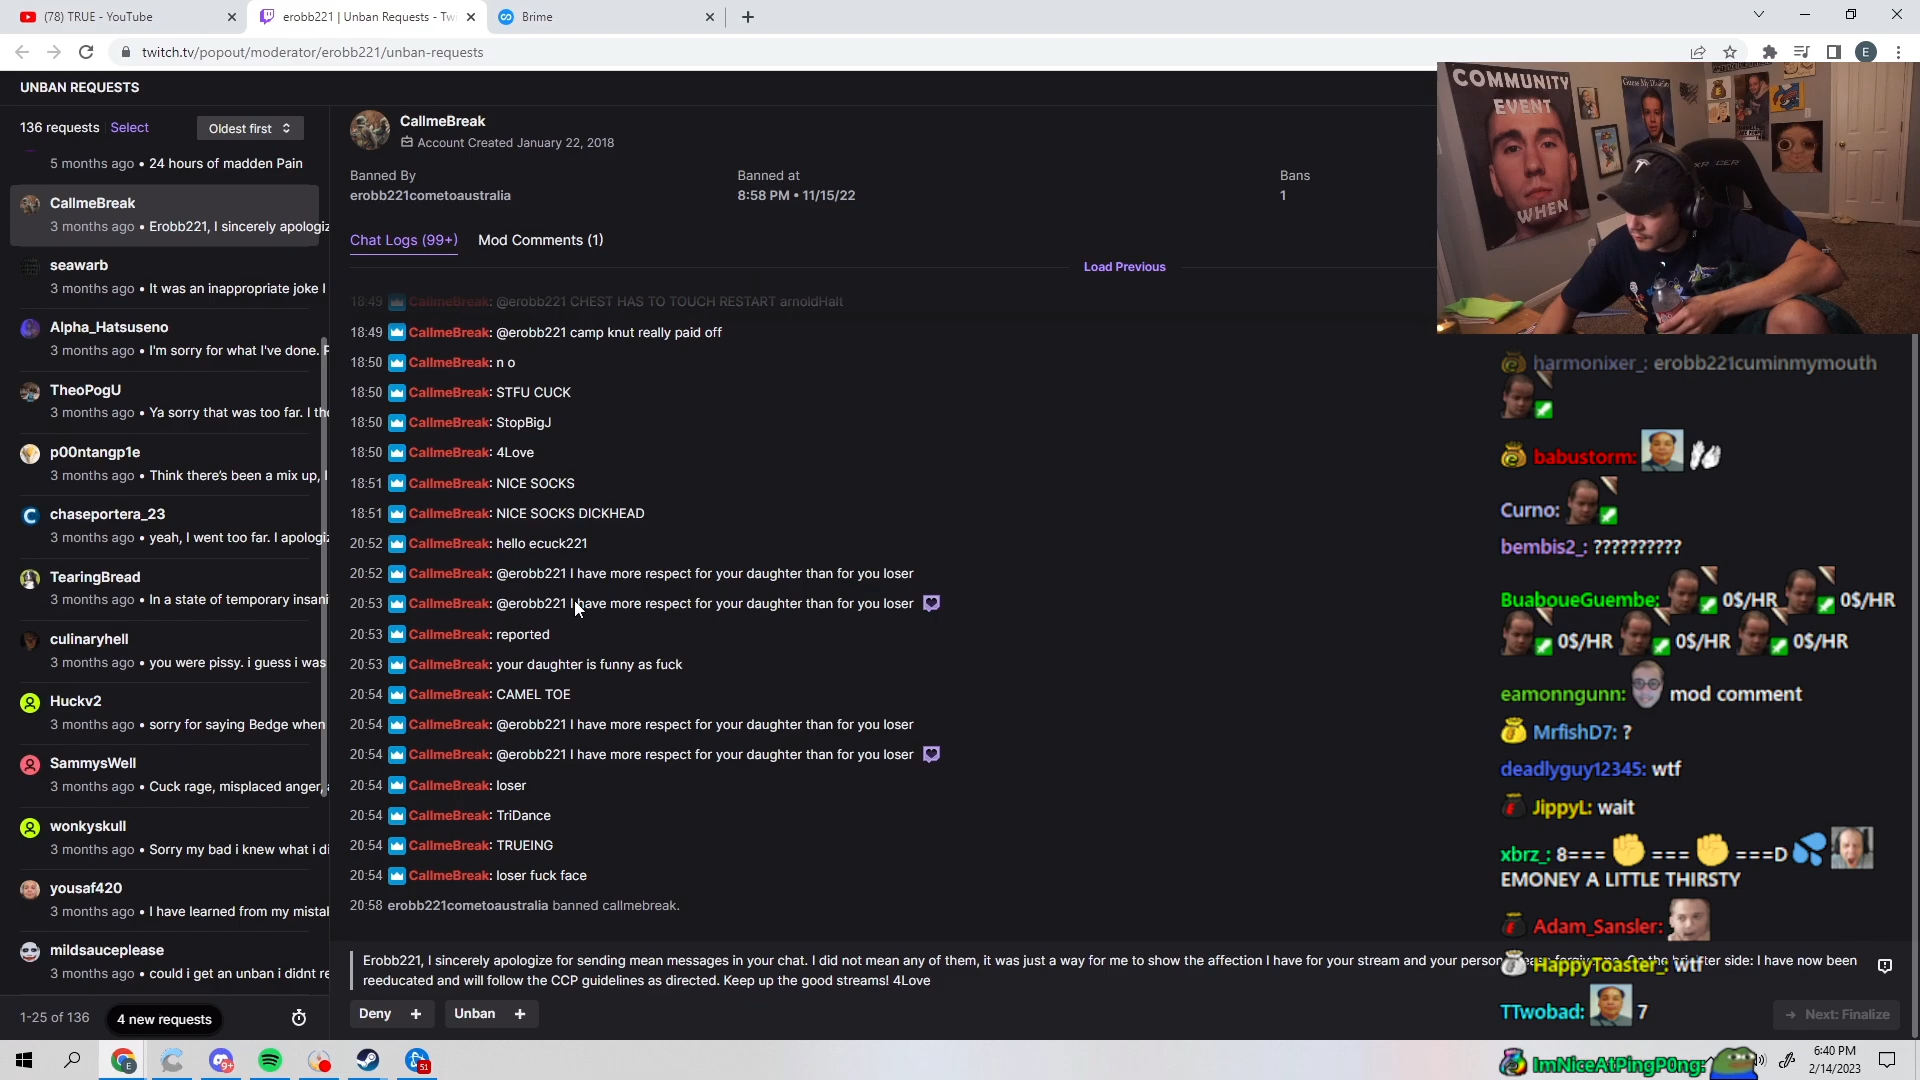 (78) TRUE - YouTube
erobb221 | Unban Requests - Tw
Brime
twitch.tv/popout/moderator/erobb221/unban-requests
E
UNBAN REQUESTS
136 requests Select
Oldest first
5 months ago • 24 hours of madden Pain
CallmeBreak
3 months ago • Erobb221, I sincerely apologiz
seawarb
3 months ago • It was an inappropriate joke I
Alpha_Hatsuseno
3 months ago • I'm sorry for what I've done. P
TheoPogU
3 months ago • Ya sorry that was too far. I th
p00ntangp1e
3 months ago • Think there's been a mix up, I
chaseportera_23
3 months ago • yeah, I went too far. I apologiz
TearingBread
3 months ago • In a state of temporary insani
culinaryhell
3 months ago • you were pissy. i guess i was
Huckv2
3 months ago • sorry for saying Bedge when
SammysWell
3 months ago • Cuck rage, misplaced anger,
wonkyskull
3 months ago • Sorry my bad i knew what i di
yousaf420
3 months ago • I have learned from my mistak
mildsauceplease
3 months ago • could i get an unban i didnt re
1-25 of 136
4 new requests
CallmeBreak
Account Created January 22, 2018
Banned By
erobb221cometoaustralia
Banned at
8:58 PM • 11/15/22
Bans
1
Chat Logs (99+)
Mod Comments (1)
Load Previous
18:49 CallmeBreak: @erobb221 CHEST HAS TO TOUCH RESTART arnoldHalt
18:49 CallmeBreak: @erobb221 camp knut really paid off
18:50 CallmeBreak: n o
18:50 CallmeBreak: STFU CUCK
18:50 CallmeBreak: StopBigJ
18:50 CallmeBreak: 4Love
18:51 CallmeBreak: NICE SOCKS
18:51 CallmeBreak: NICE SOCKS DICKHEAD
20:52 CallmeBreak: hello ecuck221
20:52 CallmeBreak: @erobb221 I have more respect for your daughter than for you loser
20:53 CallmeBreak: @erobb221 I have more respect for your daughter than for you loser
20:53 CallmeBreak: reported
20:53 CallmeBreak: your daughter is funny as fuck
20:54 CallmeBreak: CAMEL TOE
20:54 CallmeBreak: @erobb221 I have more respect for your daughter than for you loser
20:54 CallmeBreak: @erobb221 I have more respect for your daughter than for you loser
20:54 CallmeBreak: loser
20:54 CallmeBreak: TriDance
20:54 CallmeBreak: TRUEING
20:54 CallmeBreak: loser fuck face
20:58 erobb221cometoaustralia banned callmebreak.
Erobb221, I sincerely apologize for sending mean messages in your chat. I did not mean any of them, it was just a way for me to show the affection I have for your stream and your person side: I have now been
reeducated and will follow the CCP guidelines as directed. Keep up the good streams! 4Love
Deny +
Unban +
Next: Finalize
COMMUNITY
EVENT
WHEN
harmonixer_: erobb221cuminmymouth
babustorm:
Curno:
bembis2_: ??????????
BuaboueGuembe: 0$/HR 0$/HR
0$/HR 0$/HR 0$/HR
eamonngunn: mod comment
MrfishD7: ?
deadlyguy12345: wtf
JippyL: wait
xbrz_: 8=== === ===D
EMONEY A LITTLE THIRSTY
Adam_Sansler:
HappyToaster_: wtf
TTwobad: 7
ImNiceAtPingP0ng:
9+
51
6:40 PM
2/14/2023